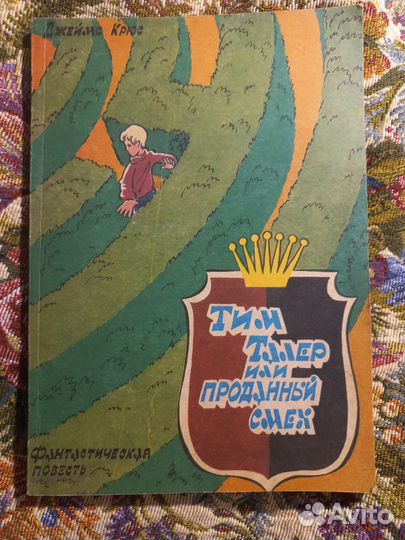 Джеймс Крюс
Тим
Талер
или
проданный
смех
Фантастическая
повесть
Avito